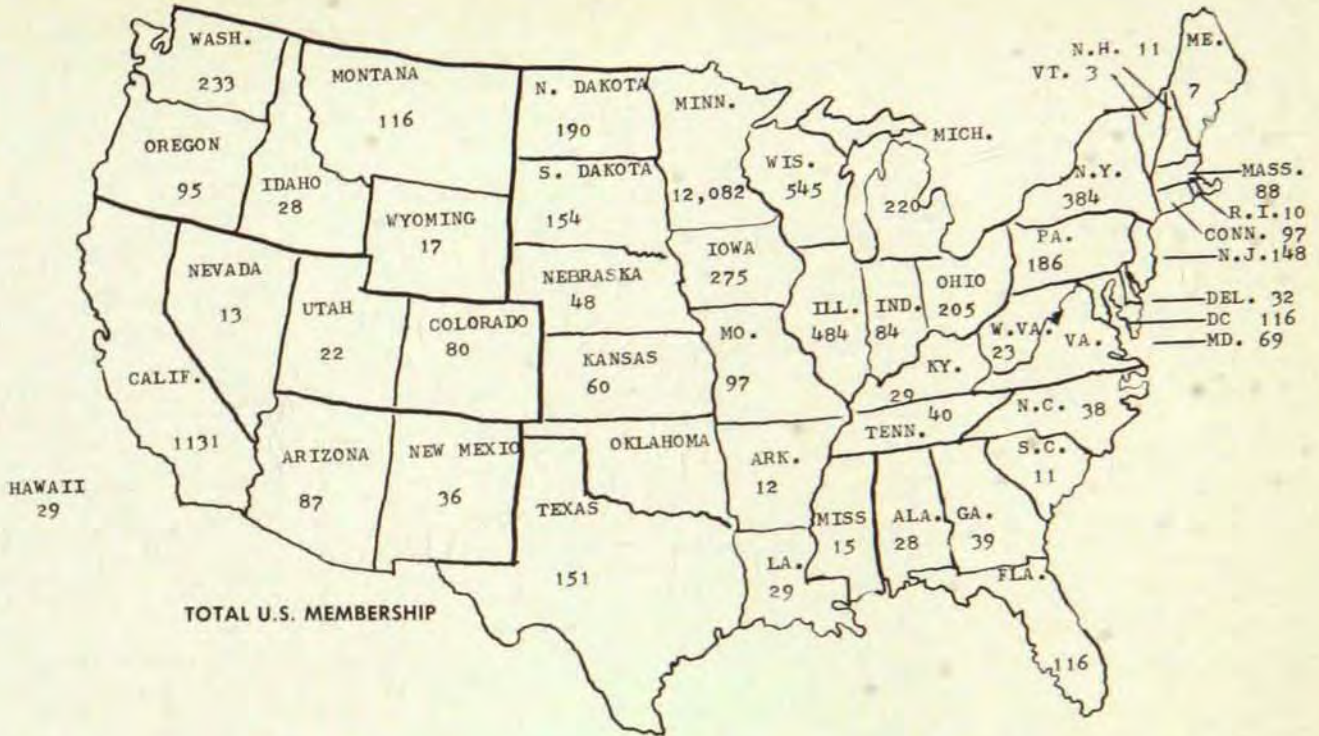 WASH.
233
MONTANA
116
N. DAKOTA
190
MINN.
12,082
N.H. 11
VT. 3
ME.
7
OREGON
95
IDAHO
28
WYOMING
17
S. DAKOTA
154
WIS.
545
MICH.
220
N.Y.
384
MASS.
88
R.I.10
CONN. 97
N.J.148
NEVADA
13
UTAH
22
COLORADO
80
NEBRASKA
48
IOWA
275
ILL.
484
IND.
84
OHIO
205
PA.
186
DEL. 32
DC 116
MD. 69
W.VA.
23
VA.
CALIF.
1131
KANSAS
60
MO.
97
KY.
29
ARIZONA
87
NEW MEXIO
36
OKLAHOMA
ARK.
12
TENN.
40
N.C. 38
S.C.
11
HAWAII
29
TEXAS
151
LA.
29
MISS
15
ALA.
28
GA.
39
FLA.
116
TOTAL U.S. MEMBERSHIP